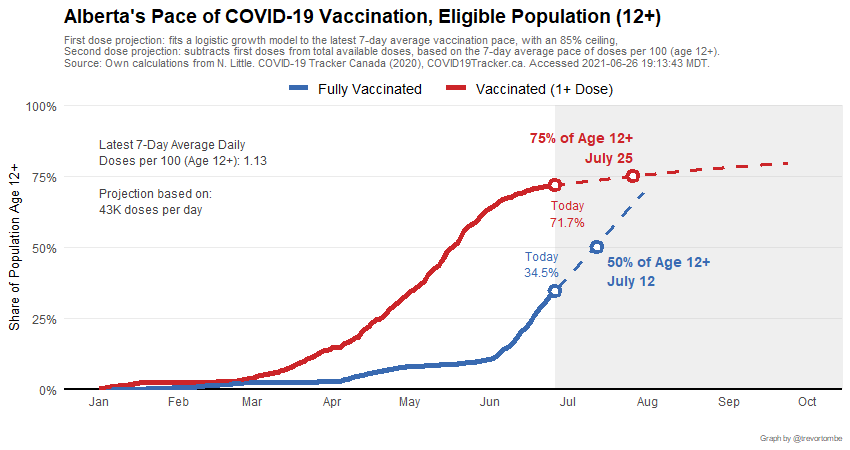 Alberta's Pace of COVID-19 Vaccination, Eligible Population (12+)
First dose projection: fits a logistic growth model to the latest 7-day average vaccination pace, with an 85% ceiling,
Second dose projection: subtracts first doses from total available doses, based on the 7-day average pace of doses per 100 (age 12+).
Source: Own calculations from N. Little. COVID-19 Tracker Canada (2020), COVID19Tracker.ca. Accessed 2021-06-26 19:13:43 MDT.
Fully Vaccinated
Vaccinated (1+ Dose)
100%
75%
50%
25%
0%
Share of Population Age 12+
Latest 7-Day Average Daily
Doses per 100 (Age 12+): 1.13
Projection based on:
43K doses per day
75% of Age 12+
July 25
Today
71.7%
Today
34.5%
50% of Age 12+
July 12
Jan
Feb
Mar
Apr
May
Jun
Jul
Aug
Sep
Oct
Graph by @trevortombe